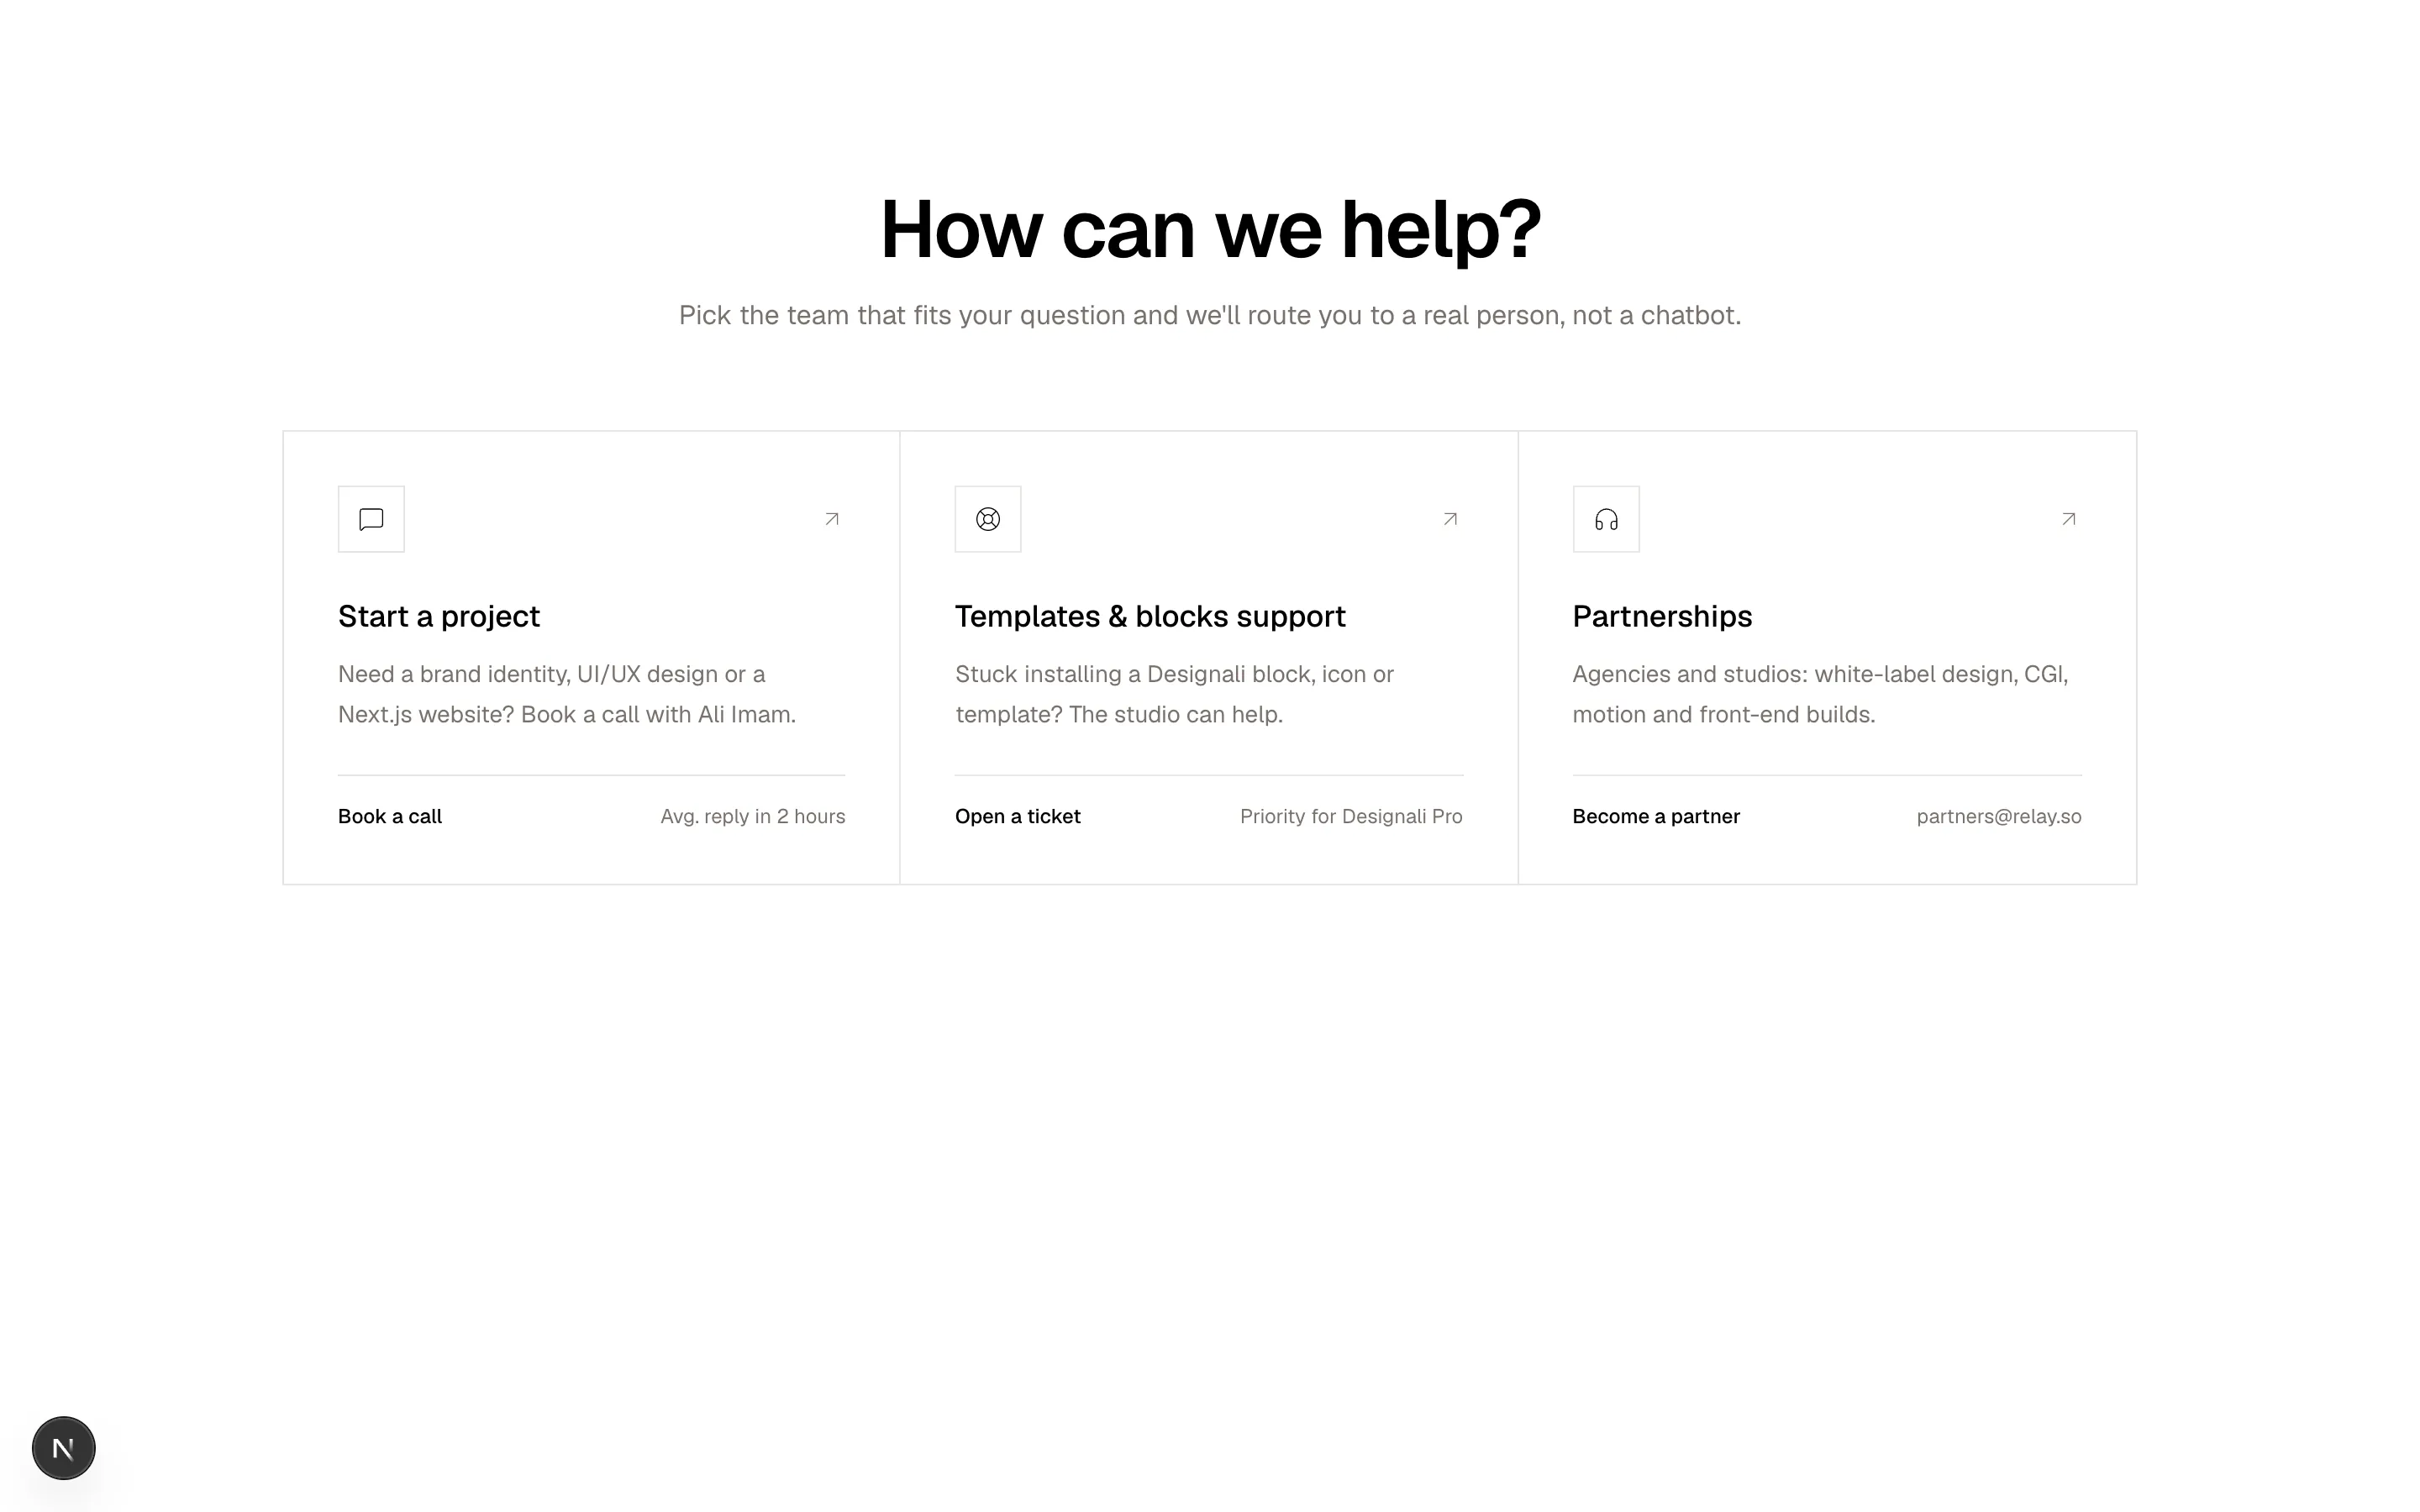 How can we help?
Pick the team that fits your question and we'll route you to a real person, not a chatbot.
Start a project
Need a brand identity, UI/UX design or a
Next.js website? Book a call with Ali Imam.
Book a call
Avg. reply in 2 hours
Templates & blocks support
Stuck installing a Designali block, icon or
template? The studio can help.
Open a ticket
Priority for Designali Pro
Partnerships
Agencies and studios: white-label design, CGI,
motion and front-end builds.
Become a partner
partners@relay.so
N